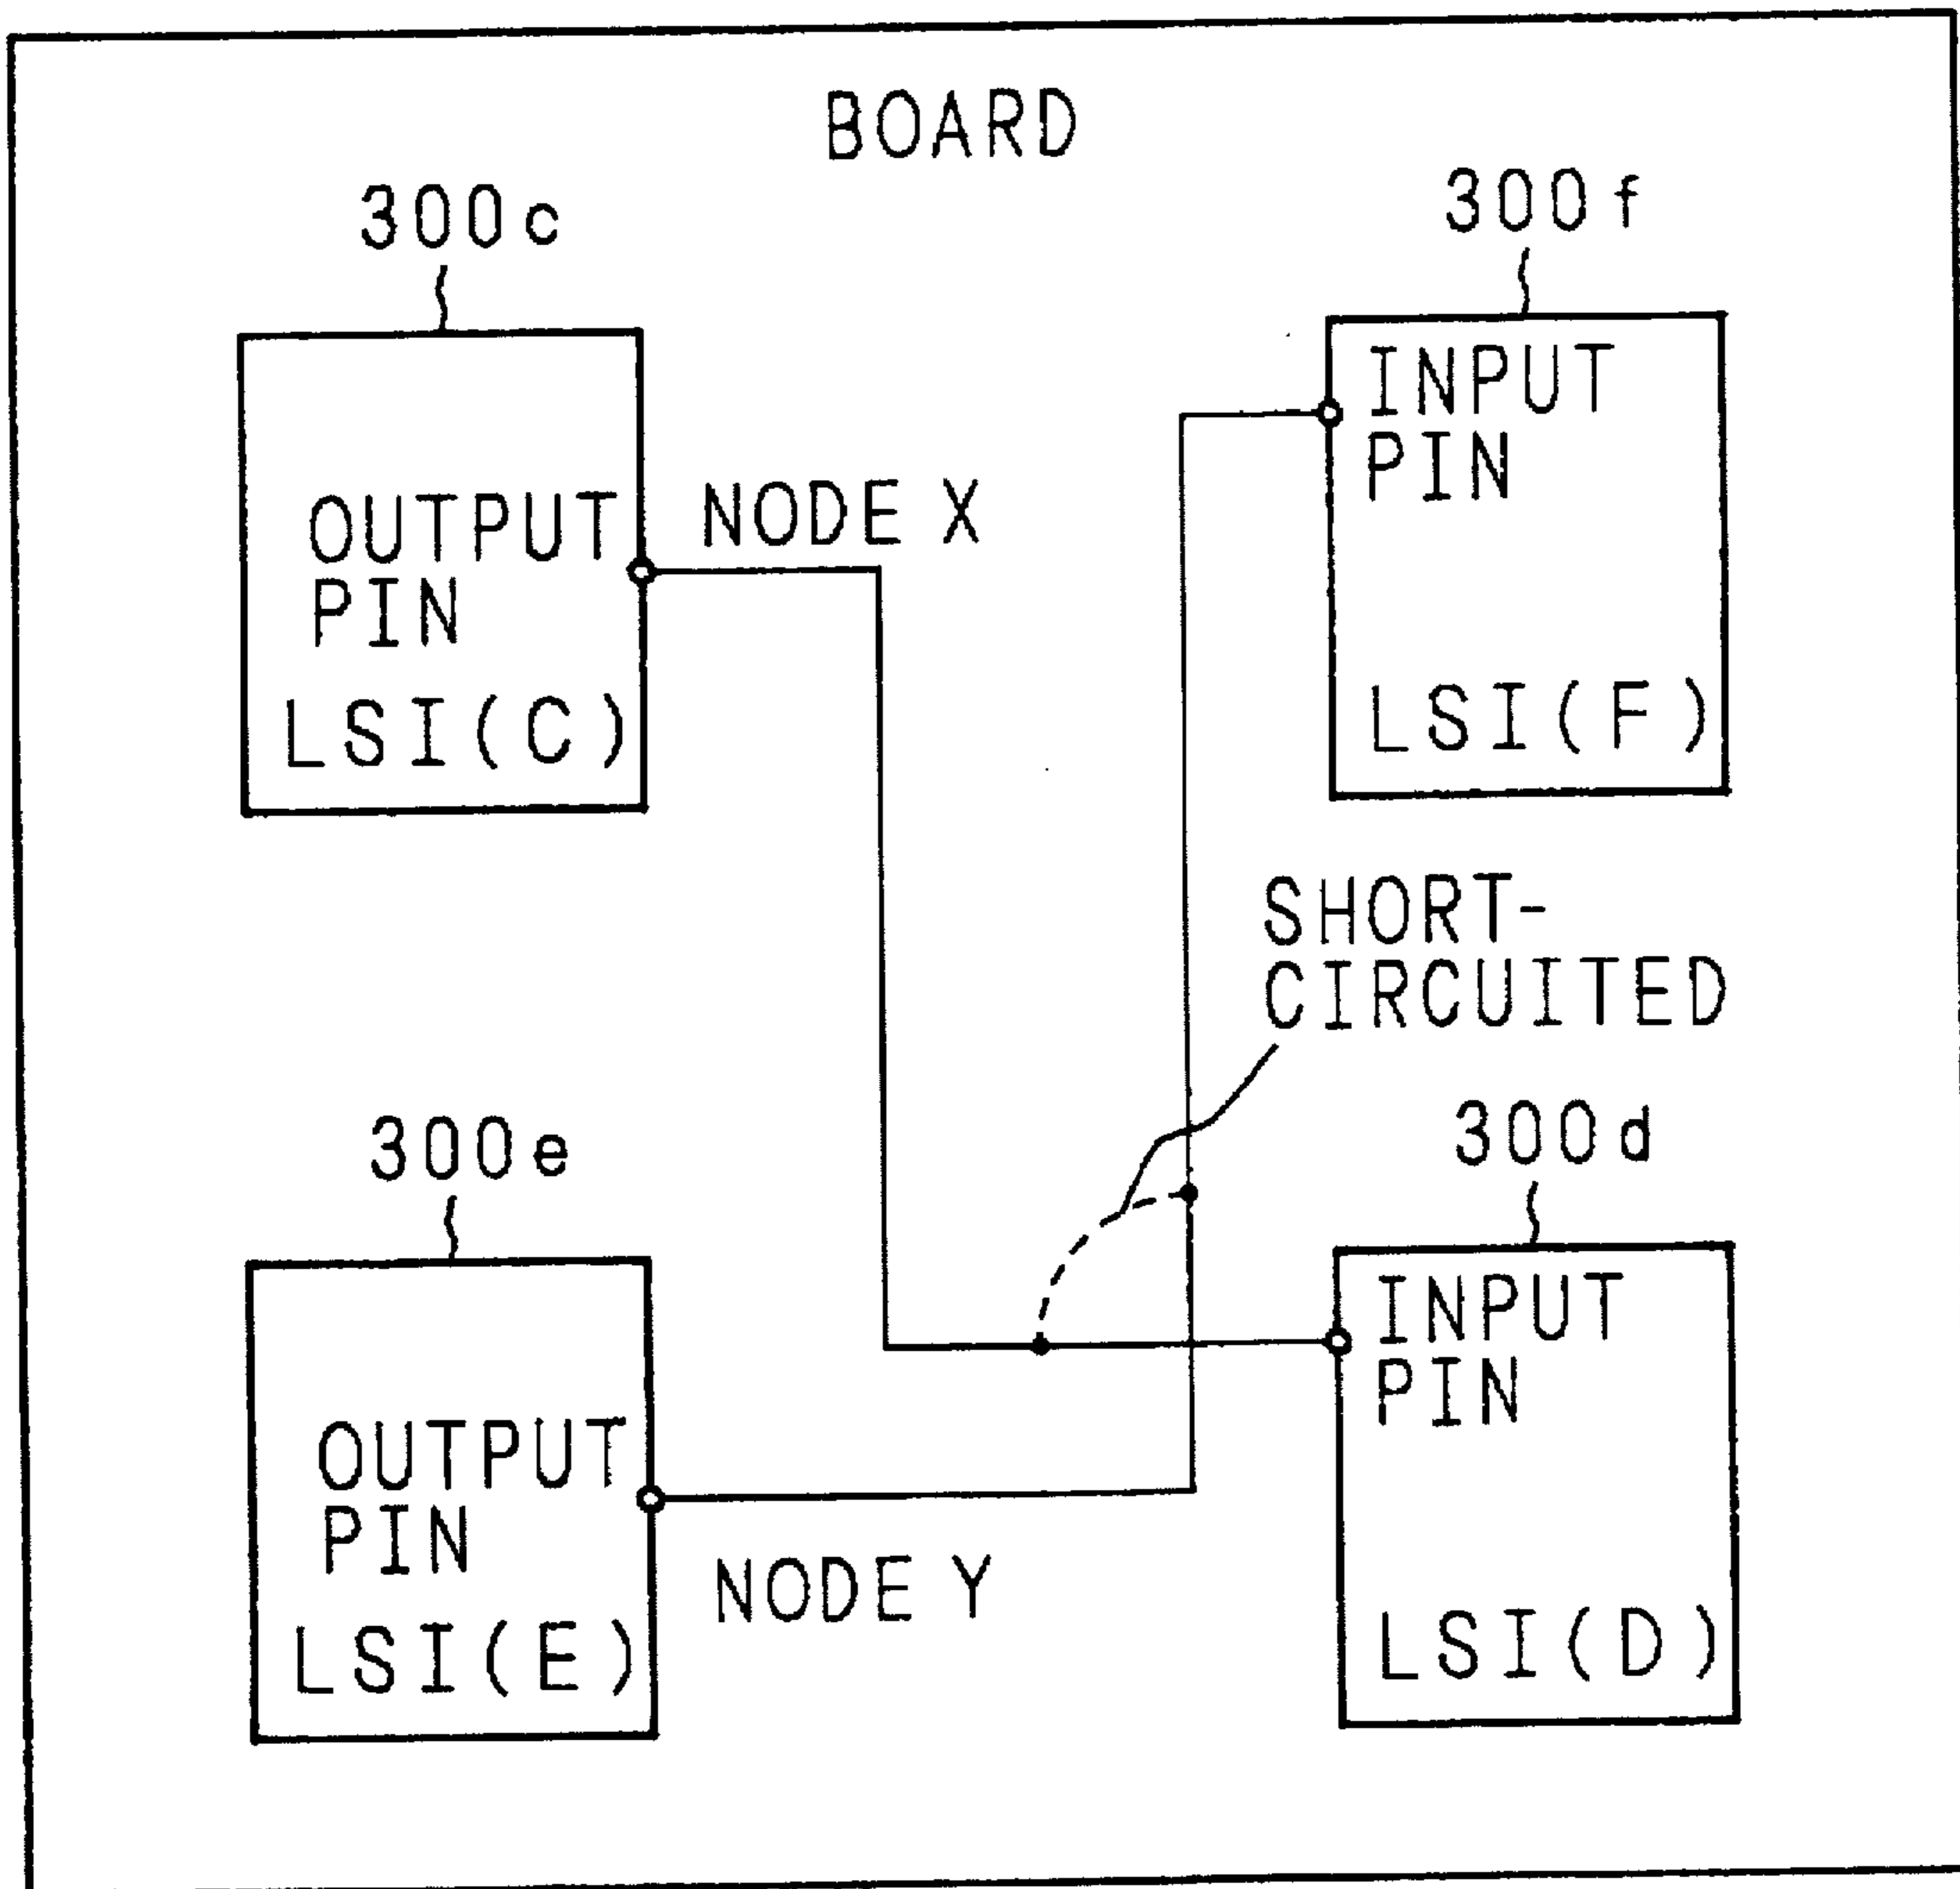 BOARD
300c
300f
OUTPUT
PIN
LSI(C)
NODE X
INPUT
PIN
LSI(F)
SHORT-
CIRCUITED
300e
300d
OUTPUT
PIN
LSI(E)
NODE Y
INPUT
PIN
LSI(D)